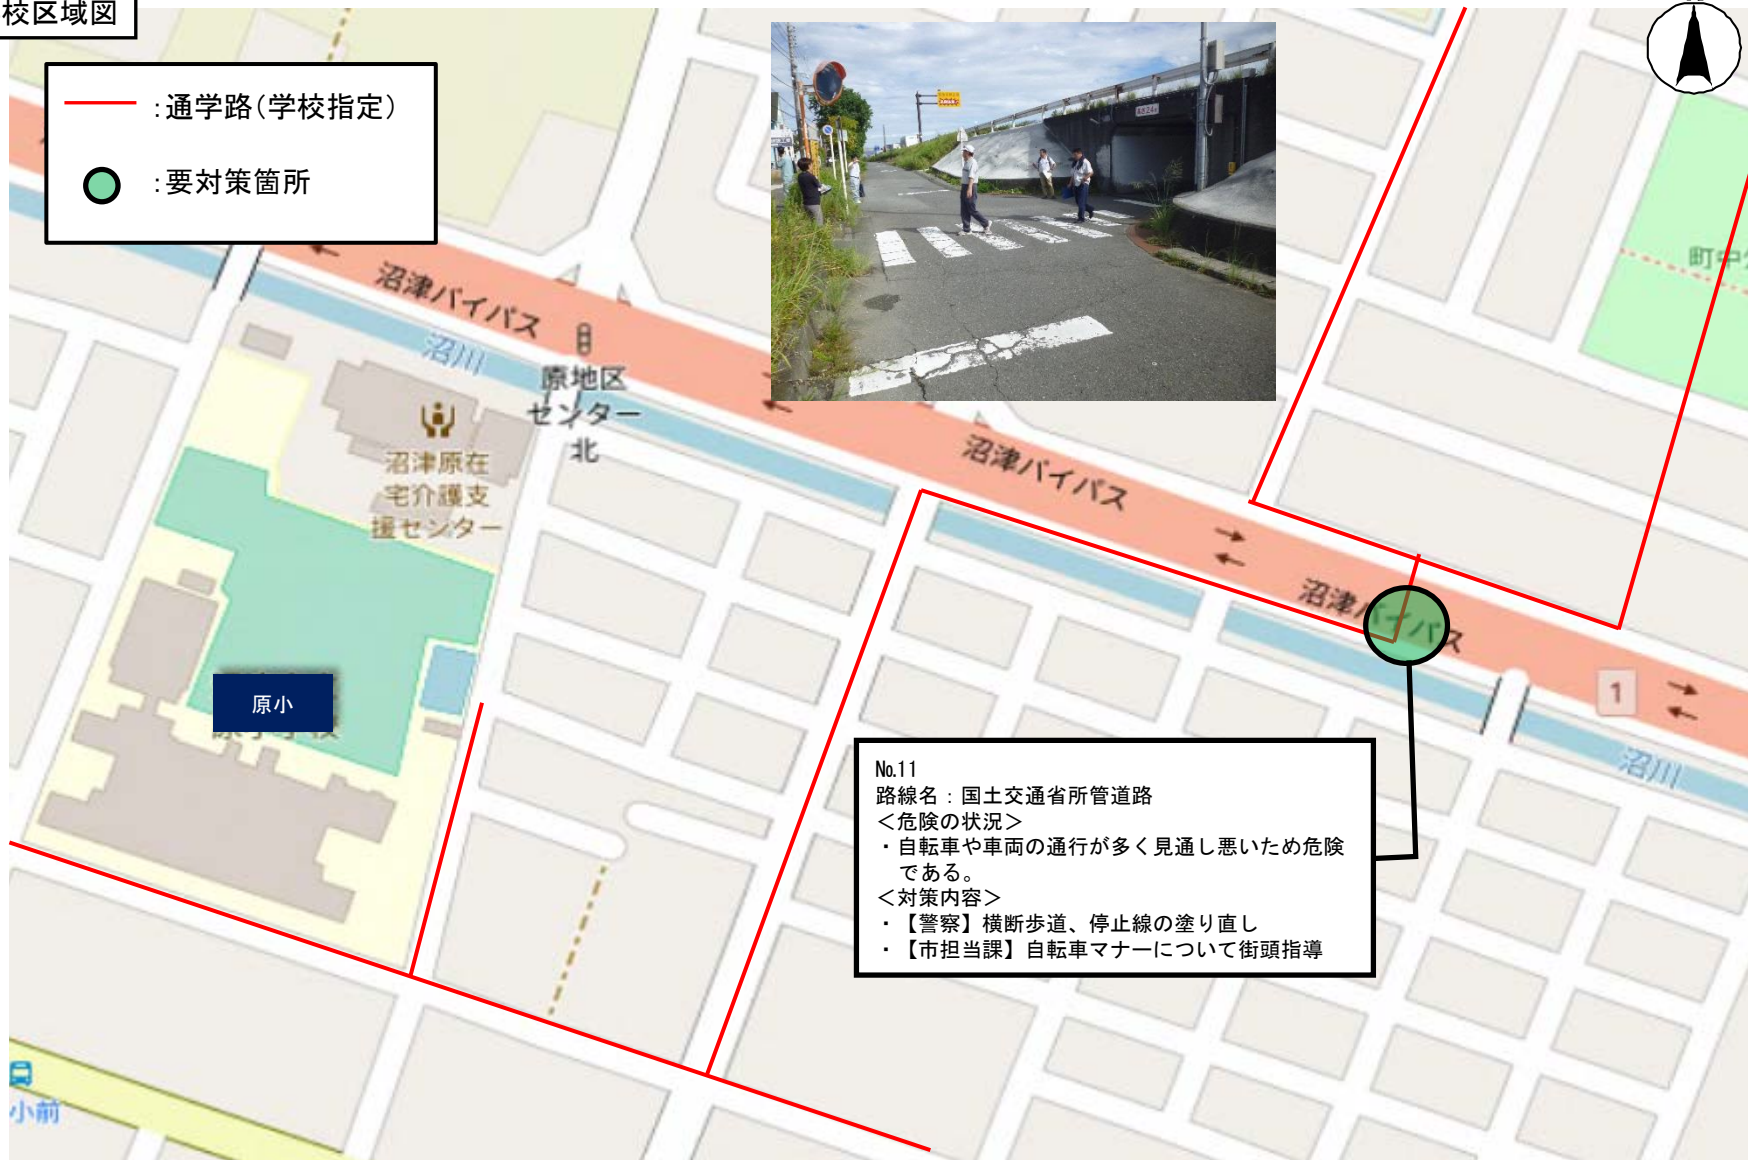 校区域図
：通学路（学校指定）
：要対策箇所
沼津バイパス
沼川
原地区
センター
北
沼津原在
宅介護支
援センター
沼津バイパス
町中
沼津バイパス
1
沼川
原小
No.11
路線名：国土交通省所管道路
＜危険の状況＞
・自転車や車両の通行が多く見通し悪いため危険
である。
＜対策内容＞
・【警察】横断歩道、停止線の塗り直し
・【市担当課】自転車マナーについて街頭指導
小前